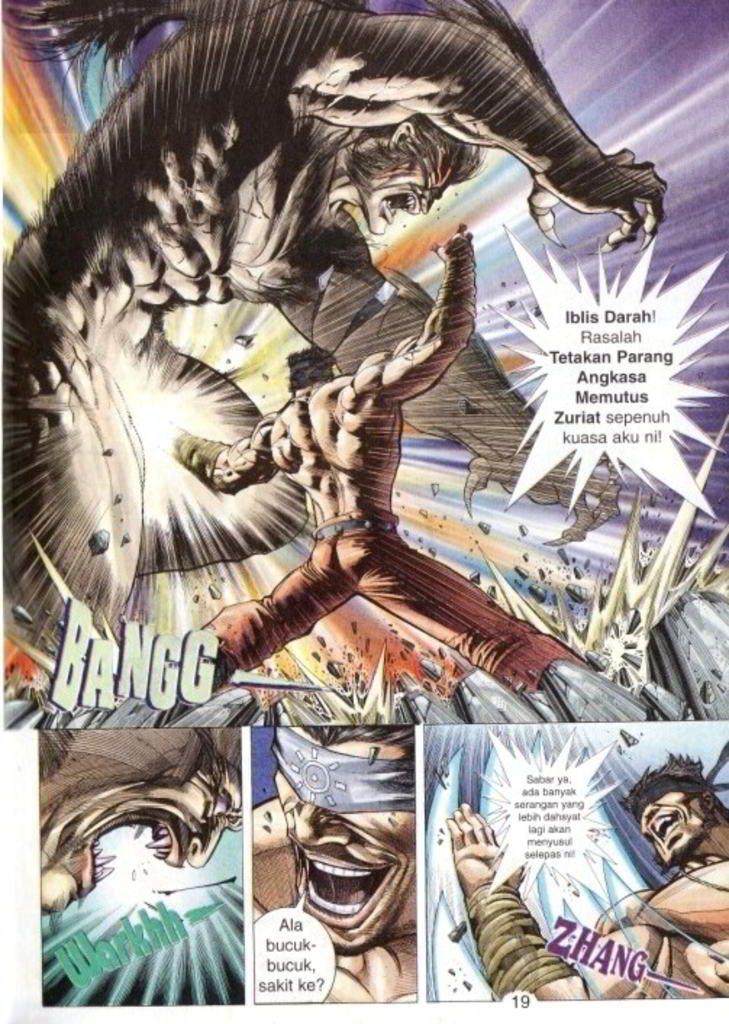 Iblis Darah!
Rasalah
Tetakan Parang
Angkasa
Memutus
Zuriat sepenuh
kuasa aku ni!
BANGG
Warkhh
Ala
bucuk-
bucuk,
sakit ke?
Sabar ya,
ada banyak
serangan yang
lebih dahsyat
lagi akan
menyusul
selepas ni!
ZHANG
19